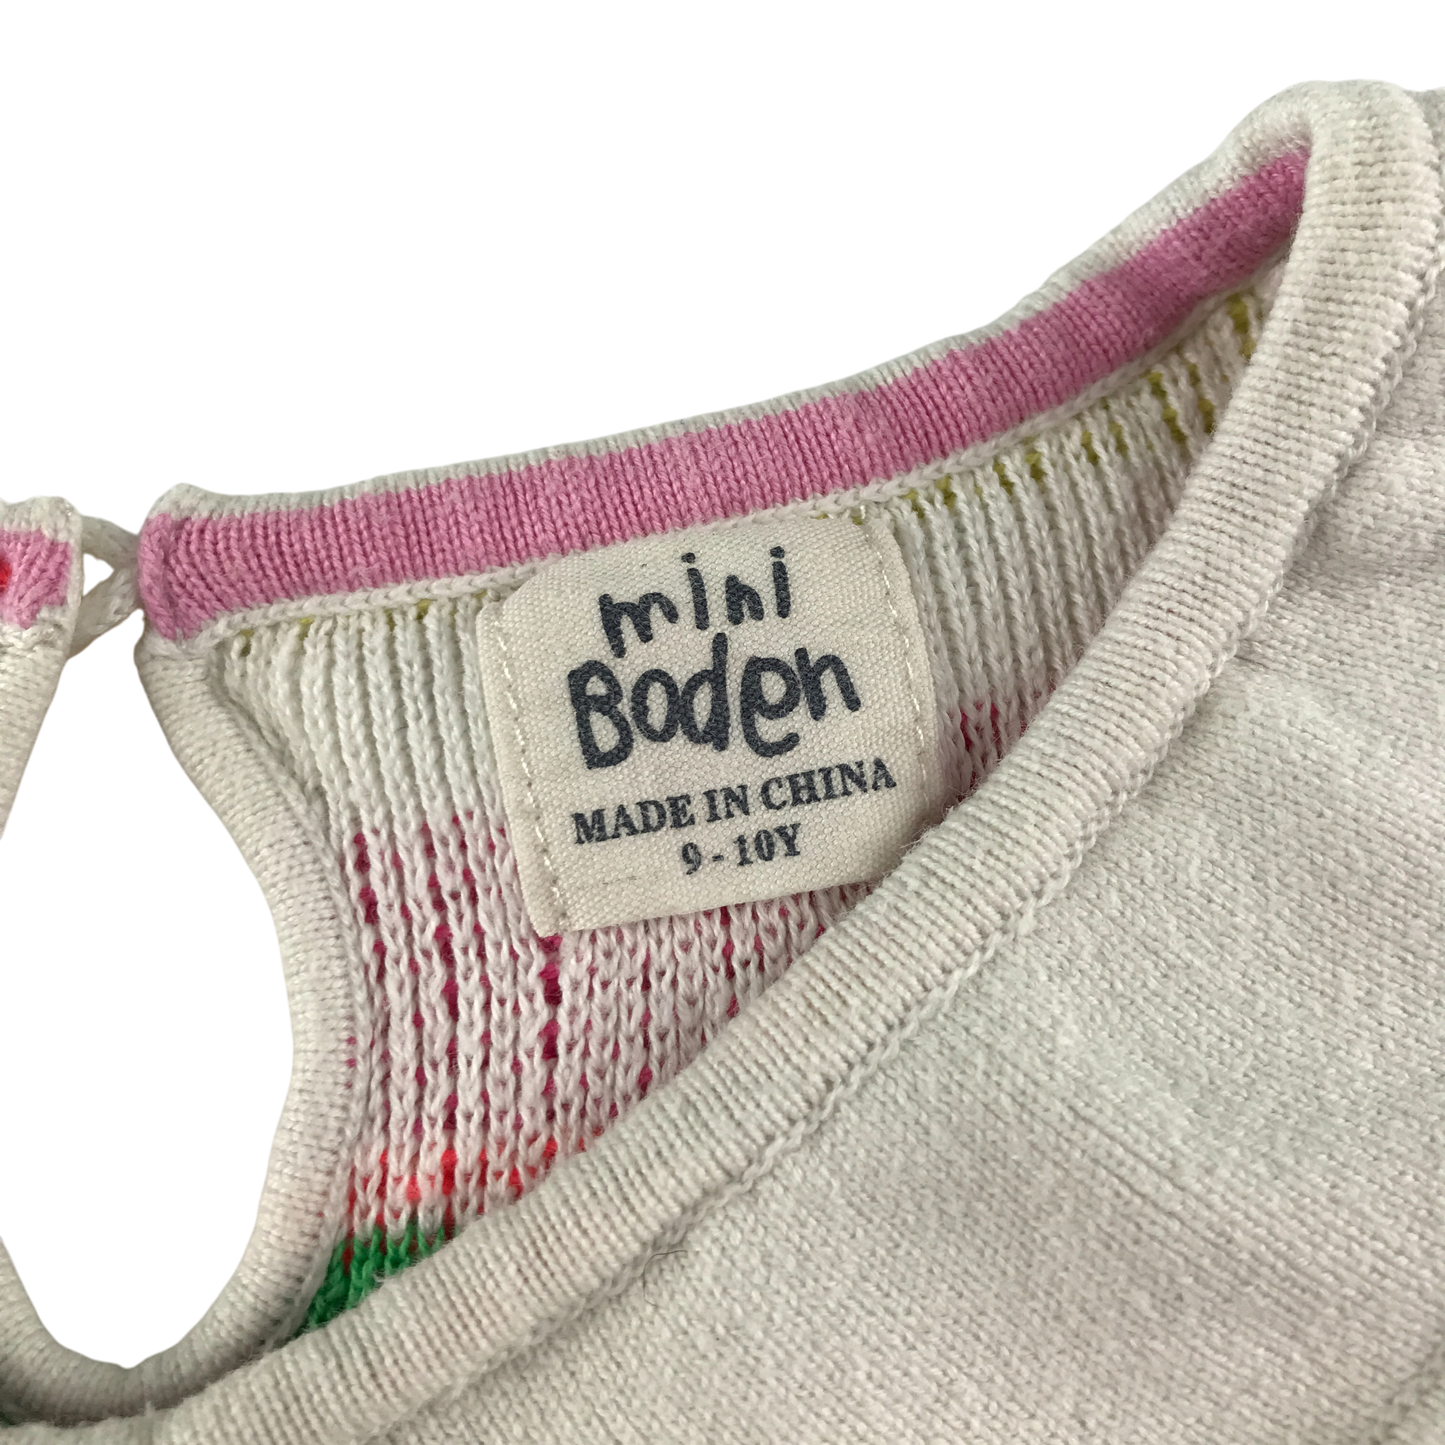 mini
Boden
MADE IN CHINA
9 - 10Y